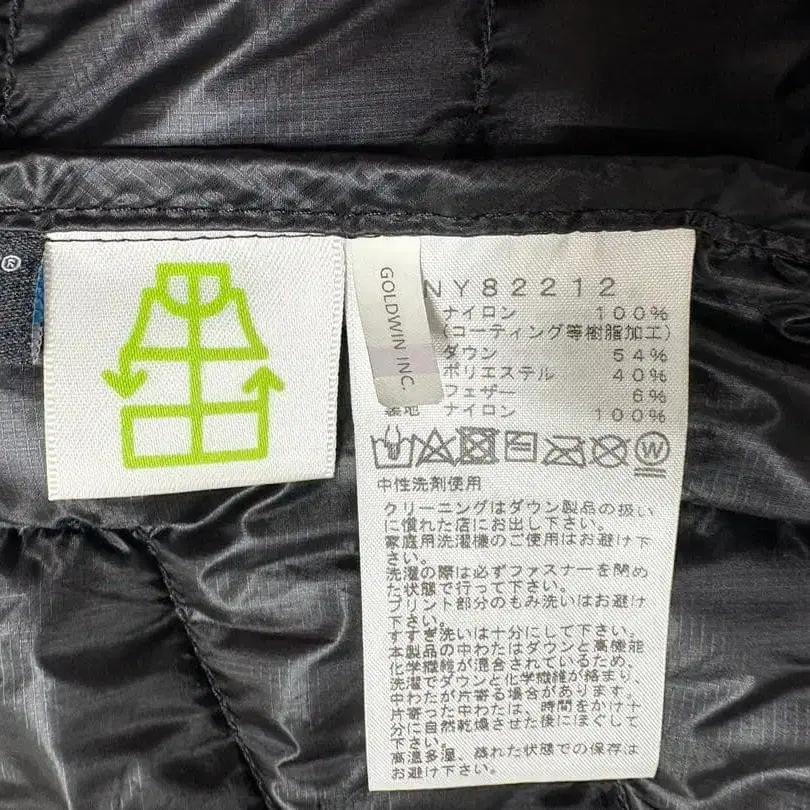 ®
GOLDWIN INC.
NY82212
ナイロン 100%
(コーティング等樹脂加工)
ダウン 54%
ポリエステル 40%
フェザー 6%
裏地 ナイロン 100%
W
中性洗剤使用
クリーニングはダウン製品の扱い
に慣れた店にお出し下さい。
家庭用洗濯機のご使用はお避け下
さい。
洗濯の際は必ずファスナーを閉め
た状態で行って下さい。
プリント部分のもみ洗いはお避け
下さい。
すすぎ洗いは十分にして下さい。
本製品の中わたはダウンと高機能
化学繊維が混合されているため、
洗濯でダウンと化学繊維が絡まり、
中わたが片寄る場合があります。
片寄った中わたは、時間をかけ十
分に自然乾燥させた後にほぐして
下さい。
高温多湿、蒸れた状態での保存は
お避け下さい。